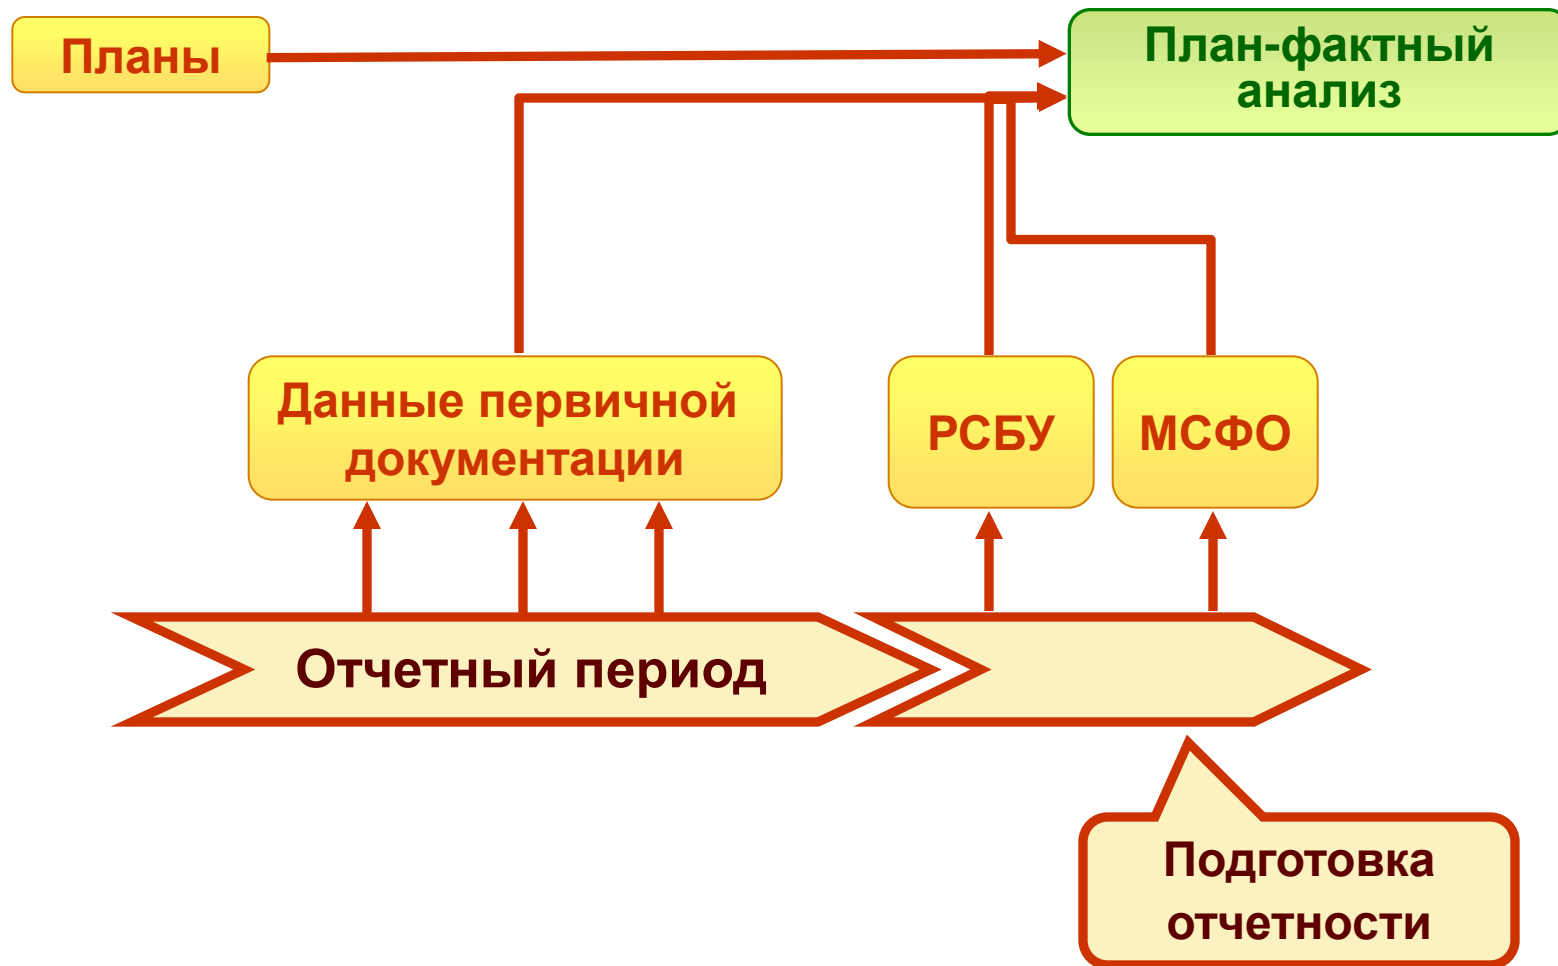 Планы
План-фактный
анализ
Данные первичной
документации
РСБУ
МСФО
Отчетный период
Подготовка
отчетности